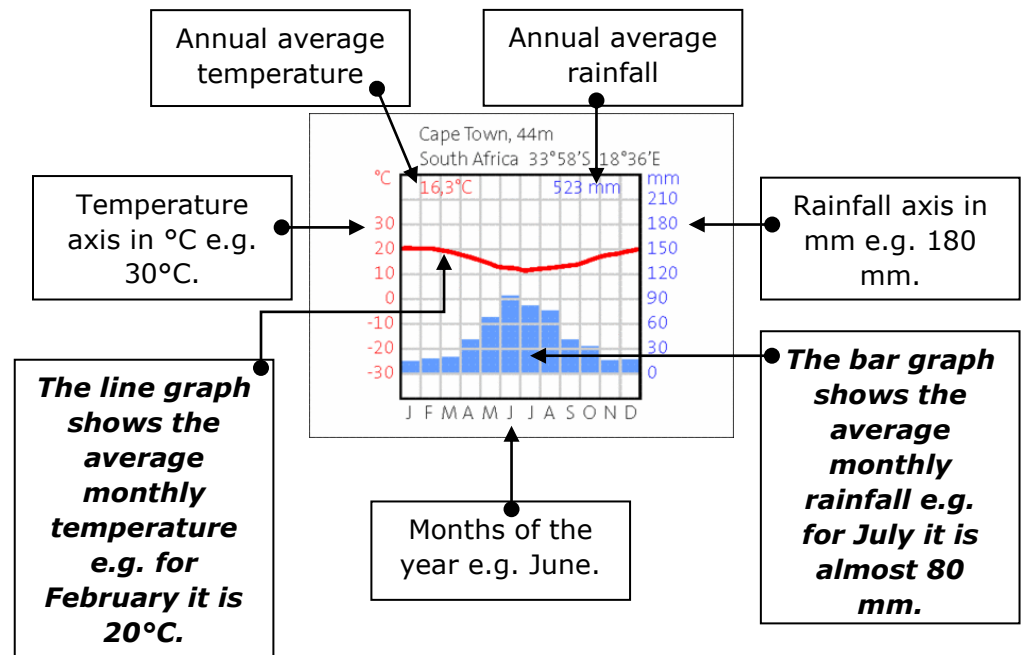 Annual average
temperature
Annual average
rainfall
Cape Town, 44m
South Africa 33°58'S 18°36'E
°C
16,3°C
523 mm
mm
210
30
180
20
150
10
120
0
90
-10
60
-20
30
-30
0
J F M A M J J A S O N D
Temperature
axis in °C e.g.
30°C.
Rainfall axis in
mm e.g. 180
mm.
The line graph
shows the
average
monthly
temperature
e.g. for
February it is
20°C.
Months of the
year e.g. June.
The bar graph
shows the
average
monthly
rainfall e.g.
for July it is
almost 80
mm.